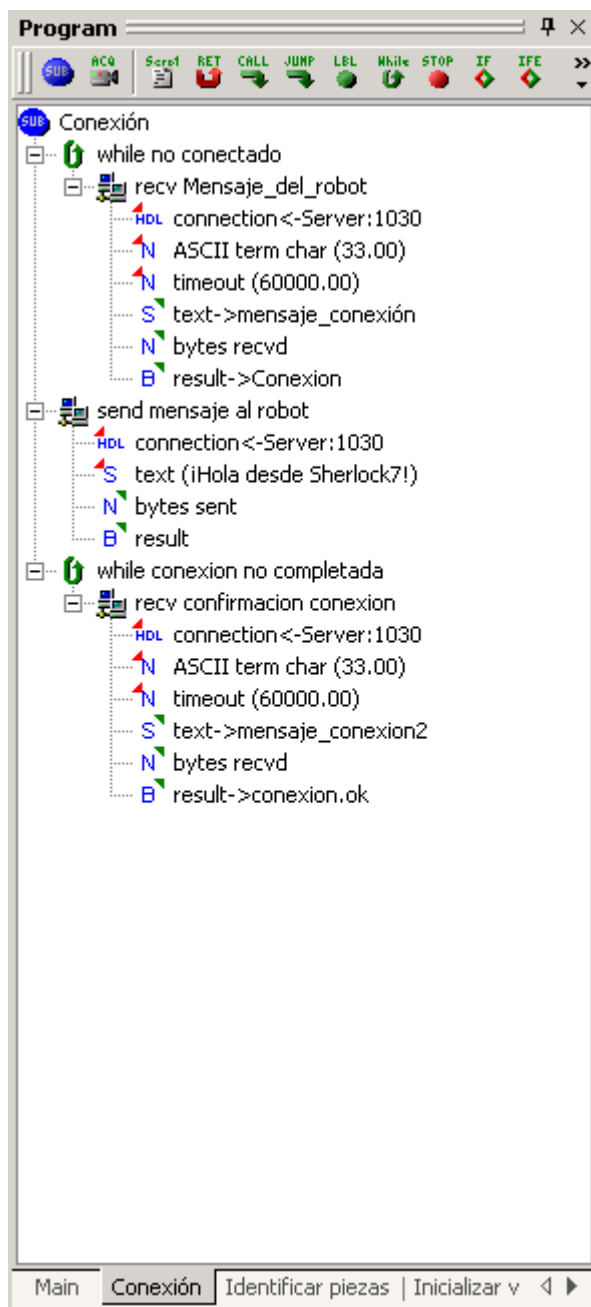 Program
SUB ACQ Scrpt RET CALL JUMP LBL While STOP IF IFE
SUB Conexión
while no conectado
recv Mensaje_del_robot
HDL connection<-Server:1030
N ASCII term char (33.00)
N timeout (60000.00)
S text->mensaje_conexión
N bytes recvd
B result->Conexion
send mensaje al robot
HDL connection<-Server:1030
S text (¡Hola desde Sherlock7!)
N bytes sent
B result
while conexion no completada
recv confirmacion conexion
HDL connection<-Server:1030
N ASCII term char (33.00)
N timeout (60000.00)
S text->mensaje_conexion2
N bytes recvd
B result->conexion.ok
Main Conexión Identificar piezas | Inicializar v